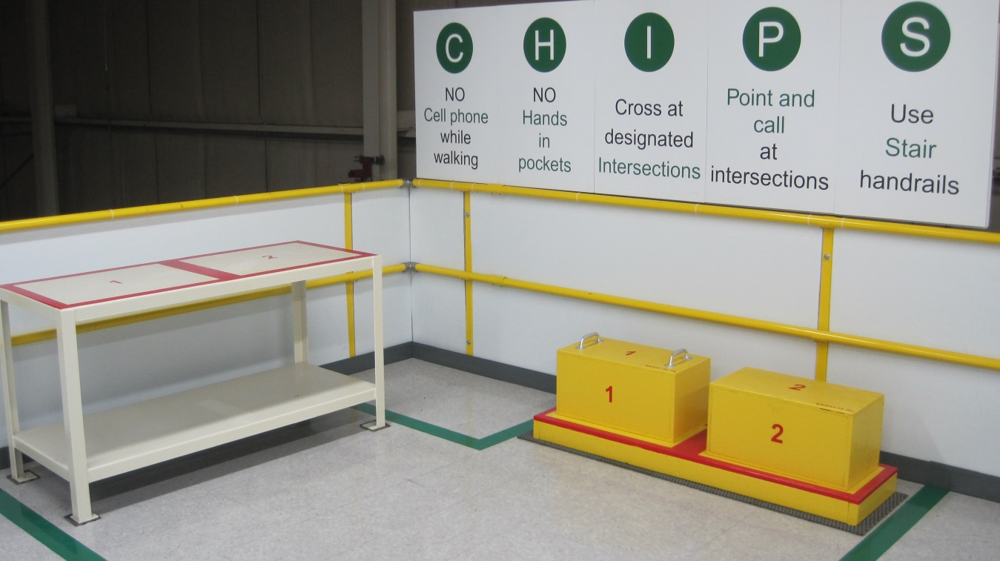 C
NO
Cell phone
while
walking
H
NO
Hands
in
pockets
I
Cross at
designated
Intersections
P
Point and
call
at
intersections
S
Use
Stair
handrails
1
2
1
1
2
2